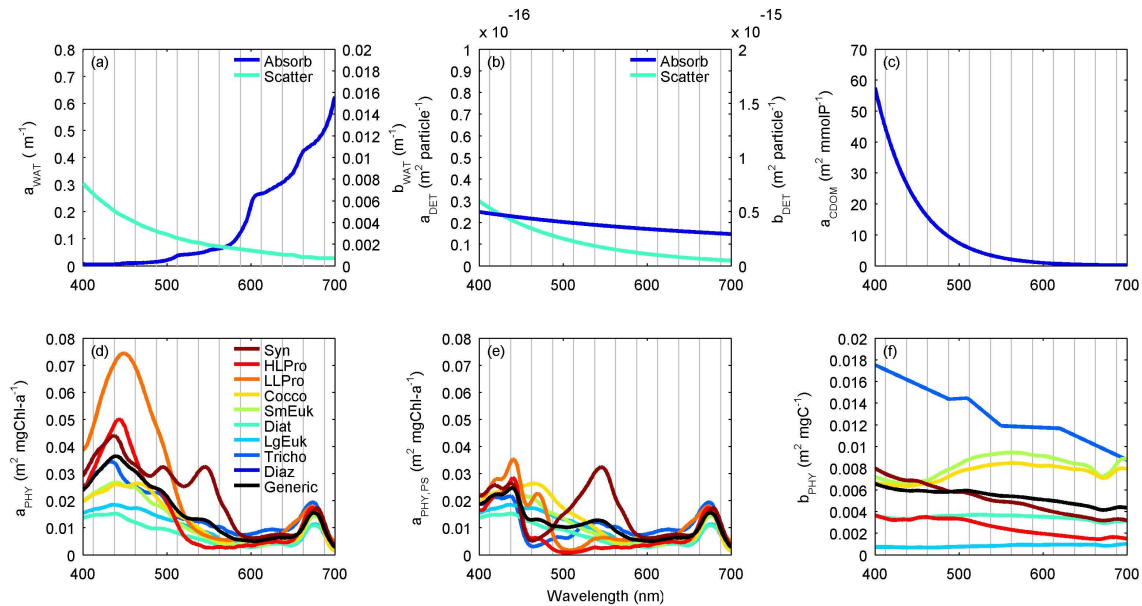 x 10^-16
x 10^-15
(a)
Absorb
Scatter
a_WAT ( m^-1)
0.8
0.7
0.6
0.5
0.4
0.3
0.2
0.1
0
b_WAT (m^-1)
0.02
0.018
0.016
0.014
0.012
0.01
0.008
0.006
0.004
0.002
0
400 500 600 700
(b)
Absorb
Scatter
a_DET (m^2 particle^-1)
1
0.9
0.8
0.7
0.6
0.5
0.4
0.3
0.2
0.1
0
b_DET (m^2 particle^-1)
2
1.5
1
0.5
0
400 500 600 700
(c)
a_CDOM (m^2 mmolP^-1)
70
60
50
40
30
20
10
0
400 500 600 700
(d)
Syn
HLPro
LLPro
Cocco
SmEuk
Diat
LgEuk
Tricho
Diaz
Generic
a_PHY (m^2 mgChl-a^-1)
0.08
0.07
0.06
0.05
0.04
0.03
0.02
0.01
0
400 500 600 700
(e)
a_PHY,PS (m^2 mgChl-a^-1)
0.08
0.07
0.06
0.05
0.04
0.03
0.02
0.01
0
400 500 600 700
Wavelength (nm)
(f)
b_PHY (m^2 mgC^-1)
0.02
0.018
0.016
0.014
0.012
0.01
0.008
0.006
0.004
0.002
0
400 500 600 700